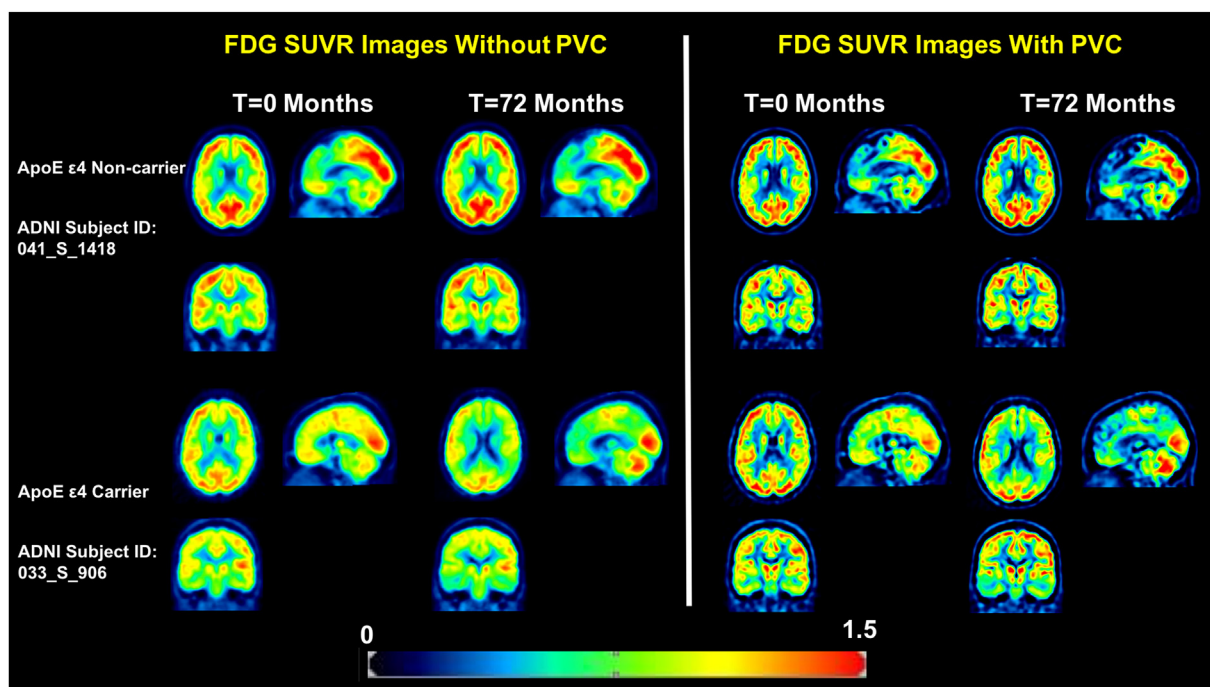 FDG SUVR Images Without PVC
FDG SUVR Images With PVC
T=0 Months
T=72 Months
T=0 Months
T=72 Months
ApoE ε4 Non-carrier
ADNI Subject ID:
041_S_1418
ApoE ε4 Carrier
ADNI Subject ID:
033_S_906
0
1.5